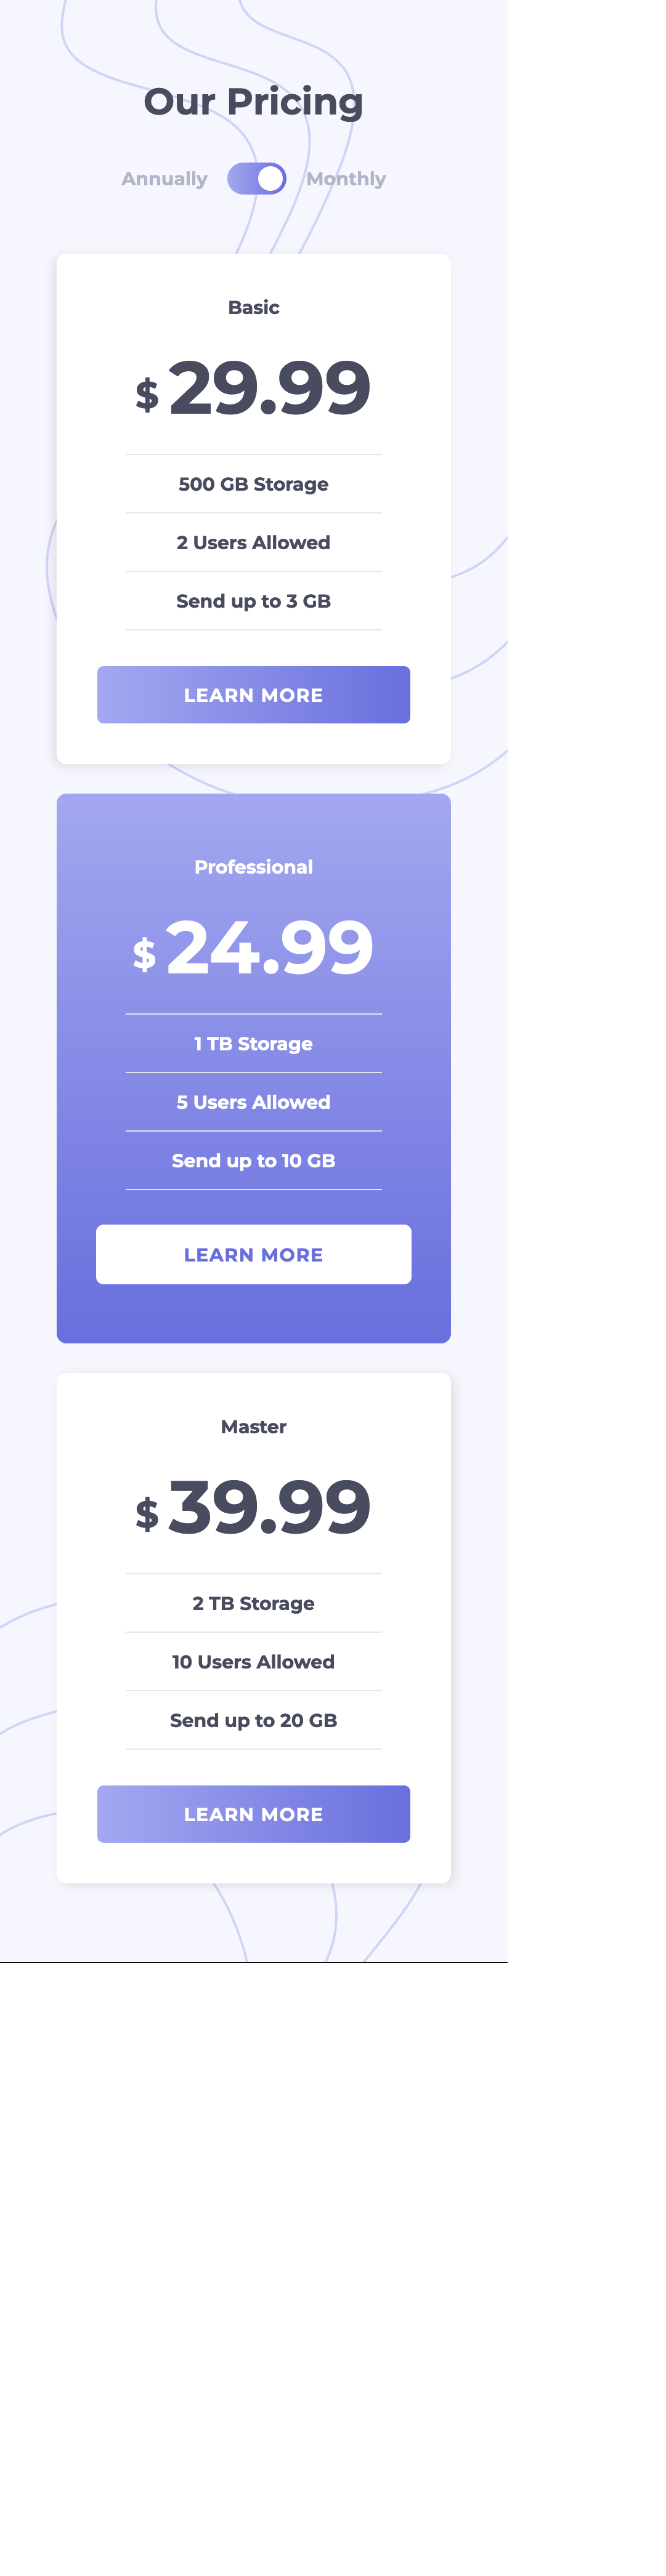 Our Pricing
Annually Monthly
Basic
$ 29.99
500 GB Storage
2 Users Allowed
Send up to 3 GB
LEARN MORE
Professional
$ 24.99
1 TB Storage
5 Users Allowed
Send up to 10 GB
LEARN MORE
Master
$ 39.99
2 TB Storage
10 Users Allowed
Send up to 20 GB
LEARN MORE